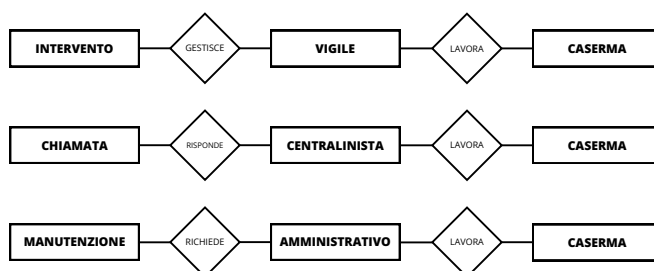 INTERVENTO GESTISCE VIGILE LAVORA CASERMA
CHIAMATA RISPONDE CENTRALINISTA LAVORA CASERMA
MANUTENZIONE RICHIEDE AMMINISTRATIVO LAVORA CASERMA